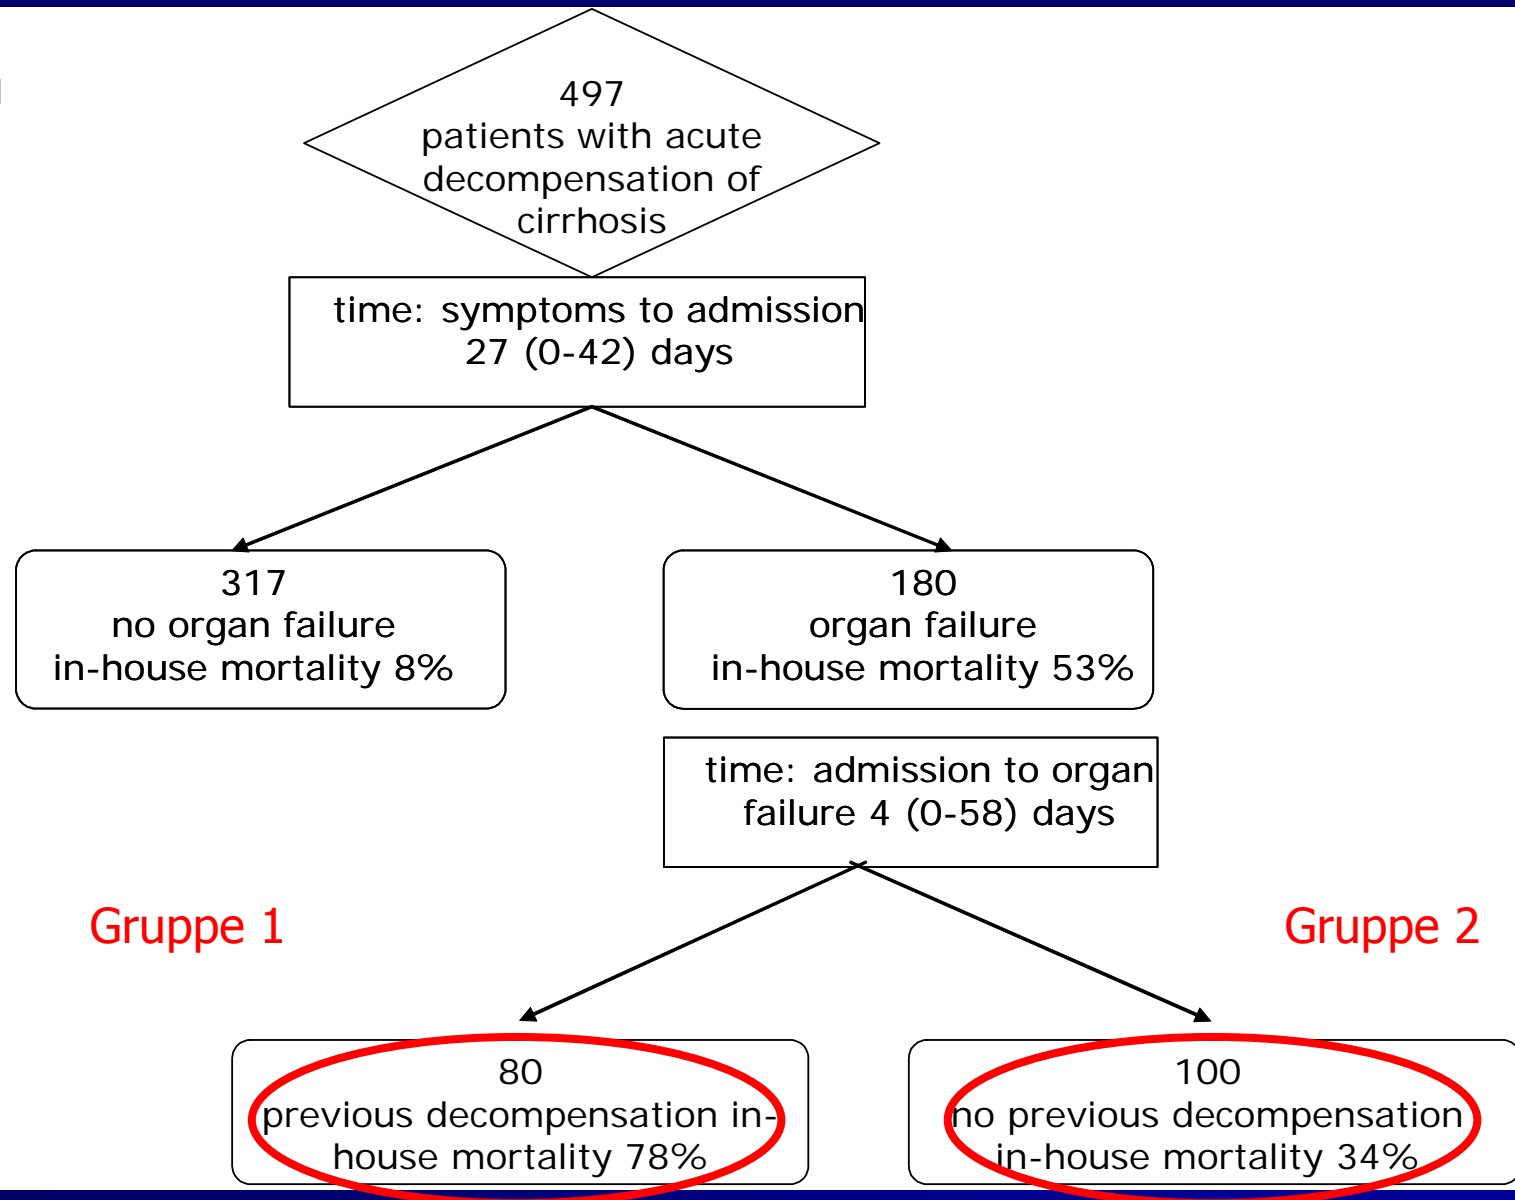 497
patients with acute
decompensation of
cirrhosis
time: symptoms to admission
27 (0-42) days
317
no organ failure
in-house mortality 8%
180
organ failure
in-house mortality 53%
time: admission to organ
failure 4 (0-58) days
Gruppe 1
Gruppe 2
80
previous decompensation in-
house mortality 78%
100
no previous decompensation
in-house mortality 34%